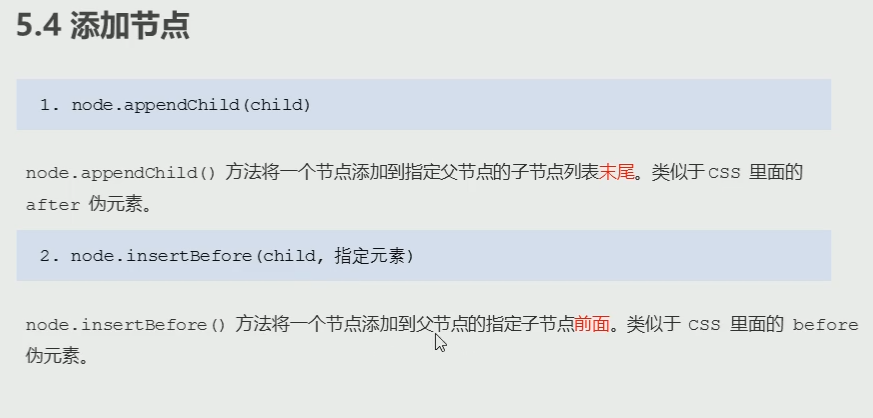 5.4 添加节点
1. node.appendChild(child)
node.appendChild() 方法将一个节点添加到指定父节点的子节点列表末尾。类似于CSS 里面的
after 伪元素。
2. node.insertBefore(child, 指定元素)
node.insertBefore() 方法将一个节点添加到父节点的指定子节点前面。类似于 CSS 里面的 before
伪元素。